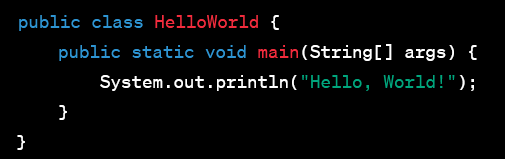 public class HelloWorld {
    public static void main(String[] args) {
        System.out.println("Hello, World!");
    }
}